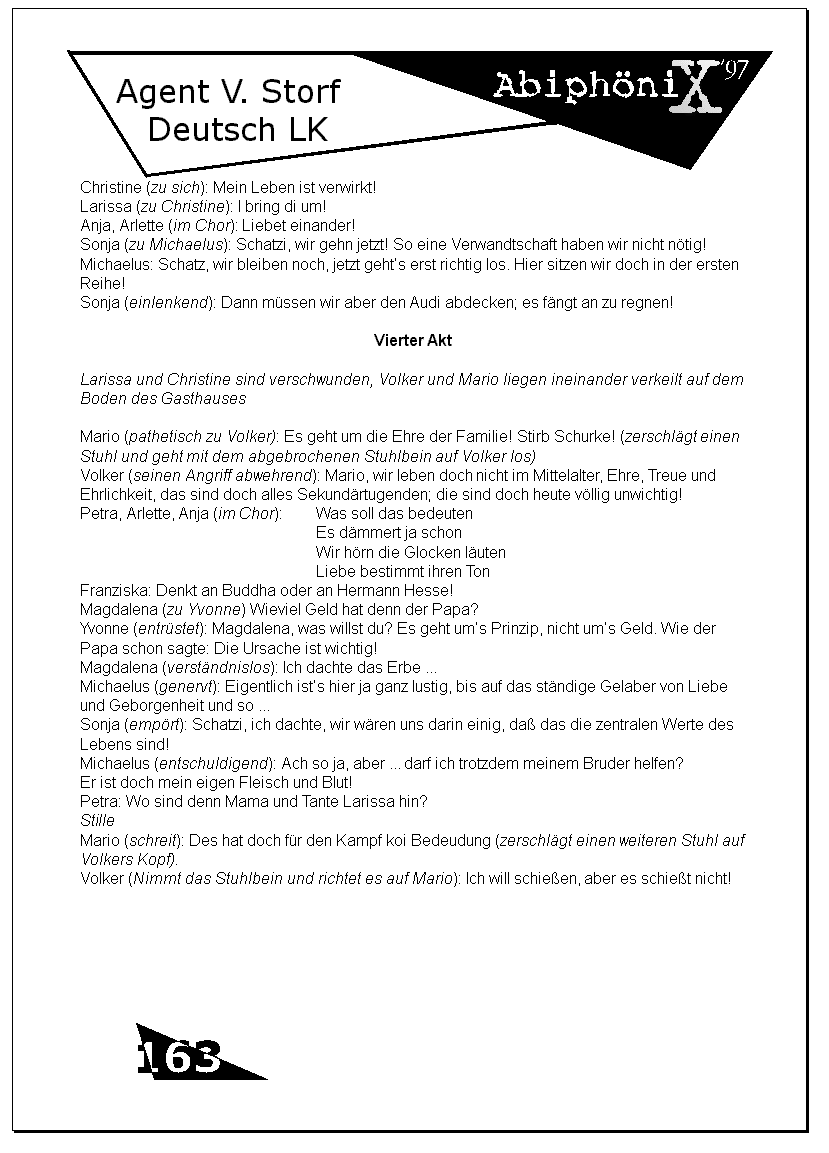 Agent V. Storf
Deutsch LK
AbiphöniX '97
Christine (zu sich): Mein Leben ist verwirkt!
Larissa (zu Christine): I bring di um!
Anja, Arlette (im Chor): Liebet einander!
Sonja (zu Michaelus): Schatzi, wir gehn jetzt! So eine Verwandtschaft haben wir nicht nötig!
Michaelus: Schatz, wir bleiben noch, jetzt geht's erst richtig los. Hier sitzen wir doch in der ersten
Reihe!
Sonja (einlenkend): Dann müssen wir aber den Audi abdecken; es fängt an zu regnen!
Vierter Akt
Larissa und Christine sind verschwunden, Volker und Mario liegen ineinander verkeilt auf dem
Boden des Gasthauses
Mario (pathetisch zu Volker): Es geht um die Ehre der Familie! Stirb Schurke! (zerschlägt einen
Stuhl und geht mit dem abgebrochenen Stuhlbein auf Volker los)
Volker (seinen Angriff abwehrend): Mario, wir leben doch nicht im Mittelalter, Ehre, Treue und
Ehrlichkeit, das sind doch alles Sekundärtugenden; die sind doch heute völlig unwichtig!
Petra, Arlette, Anja (im Chor): Was soll das bedeuten
Es dämmert ja schon
Wir hörn die Glocken läuten
Liebe bestimmt ihren Ton
Franziska: Denkt an Buddha oder an Hermann Hesse!
Magdalena (zu Yvonne) Wieviel Geld hat denn der Papa?
Yvonne (entrüstet): Magdalena, was willst du? Es geht um's Prinzip, nicht um's Geld. Wie der
Papa schon sagte: Die Ursache ist wichtig!
Magdalena (verständnislos): Ich dachte das Erbe ...
Michaelus (genervt): Eigentlich ist's hier ja ganz lustig, bis auf das ständige Gelaber von Liebe
und Geborgenheit und so ...
Sonja (empört): Schatzi, ich dachte, wir wären uns darin einig, daß das die zentralen Werte des
Lebens sind!
Michaelus (entschuldigend): Ach so ja, aber ... darf ich trotzdem meinem Bruder helfen?
Er ist doch mein eigen Fleisch und Blut!
Petra: Wo sind denn Mama und Tante Larissa hin?
Stille
Mario (schreit): Des hat doch für den Kampf koi Bedeudung (zerschlägt einen weiteren Stuhl auf
Volkers Kopf).
Volker (Nimmt das Stuhlbein und richtet es auf Mario): Ich will schießen, aber es schießt nicht!
163